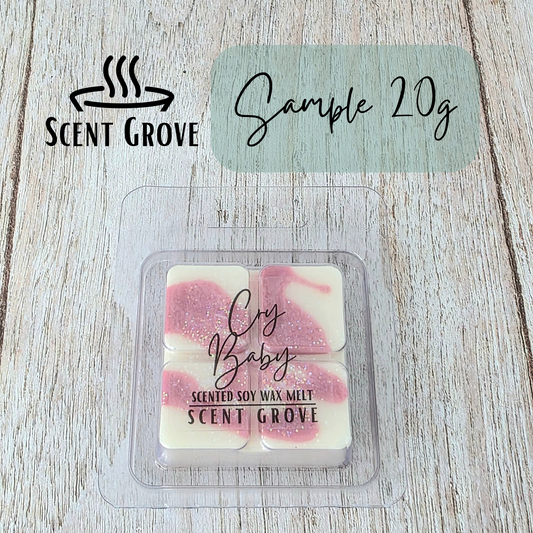 SCENT GROVE
Sample 20g
Cry
Baby
SCENTED SOY WAX MELT
SCENT GROVE